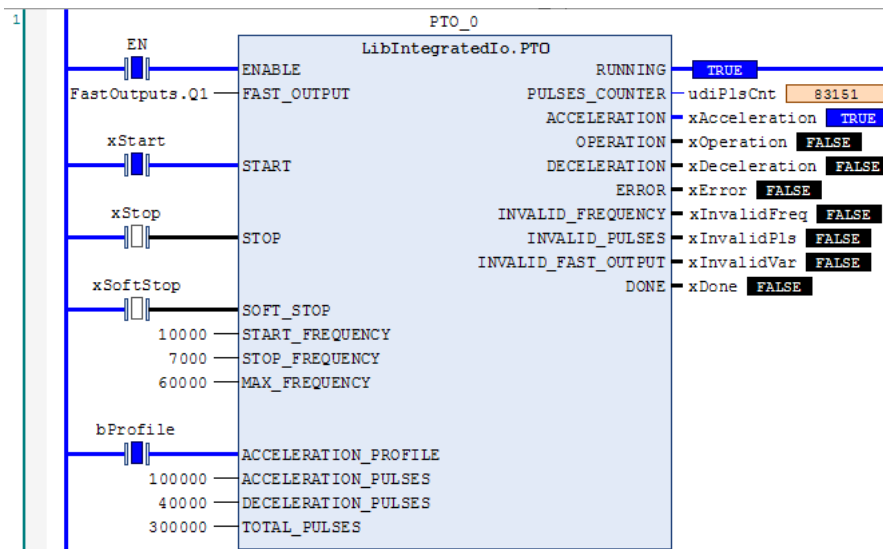 1
PTO_0
EN
LibIntegratedIo.PTO
ENABLE RUNNING TRUE
FastOutputs.Q1 FAST_OUTPUT PULSES_COUNTER udiPlsCnt 83151
ACCELERATION xAcceleration TRUE
xStart
OPERATION xOperation FALSE
START DECELERATION xDeceleration FALSE
ERROR xError FALSE
xStop
INVALID_FREQUENCY xInvalidFreq FALSE
STOP INVALID_PULSES xInvalidPls FALSE
INVALID_FAST_OUTPUT xInvalidVar FALSE
xSoftStop
DONE xDone FALSE
SOFT_STOP
10000 START_FREQUENCY
7000 STOP_FREQUENCY
60000 MAX_FREQUENCY
bProfile
ACCELERATION_PROFILE
100000 ACCELERATION_PULSES
40000 DECELERATION_PULSES
300000 TOTAL_PULSES